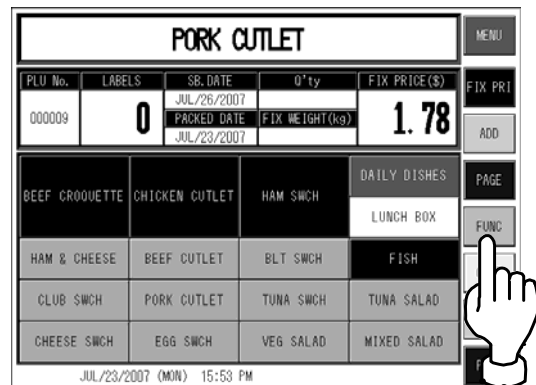 PORK CUTLET
MENU
PLU No. LABELS SB.DATE Q'ty FIX PRICE($)
FIX PRI
000009 0 JUL/26/2007 1.78
PACKED DATE FIX WEIGHT(kg)
JUL/23/2007
ADD
BEEF CROQUETTE CHICKEN CUTLET HAM SWCH DAILY DISHES
PAGE
LUNCH BOX
FUNC
HAM & CHEESE BEEF CUTLET BLT SWCH FISH
CLUB SWCH PORK CUTLET TUNA SWCH TUNA SALAD
CHEESE SWCH EGG SWCH VEG SALAD MIXED SALAD
JUL/23/2007 (MON) 15:53 PM